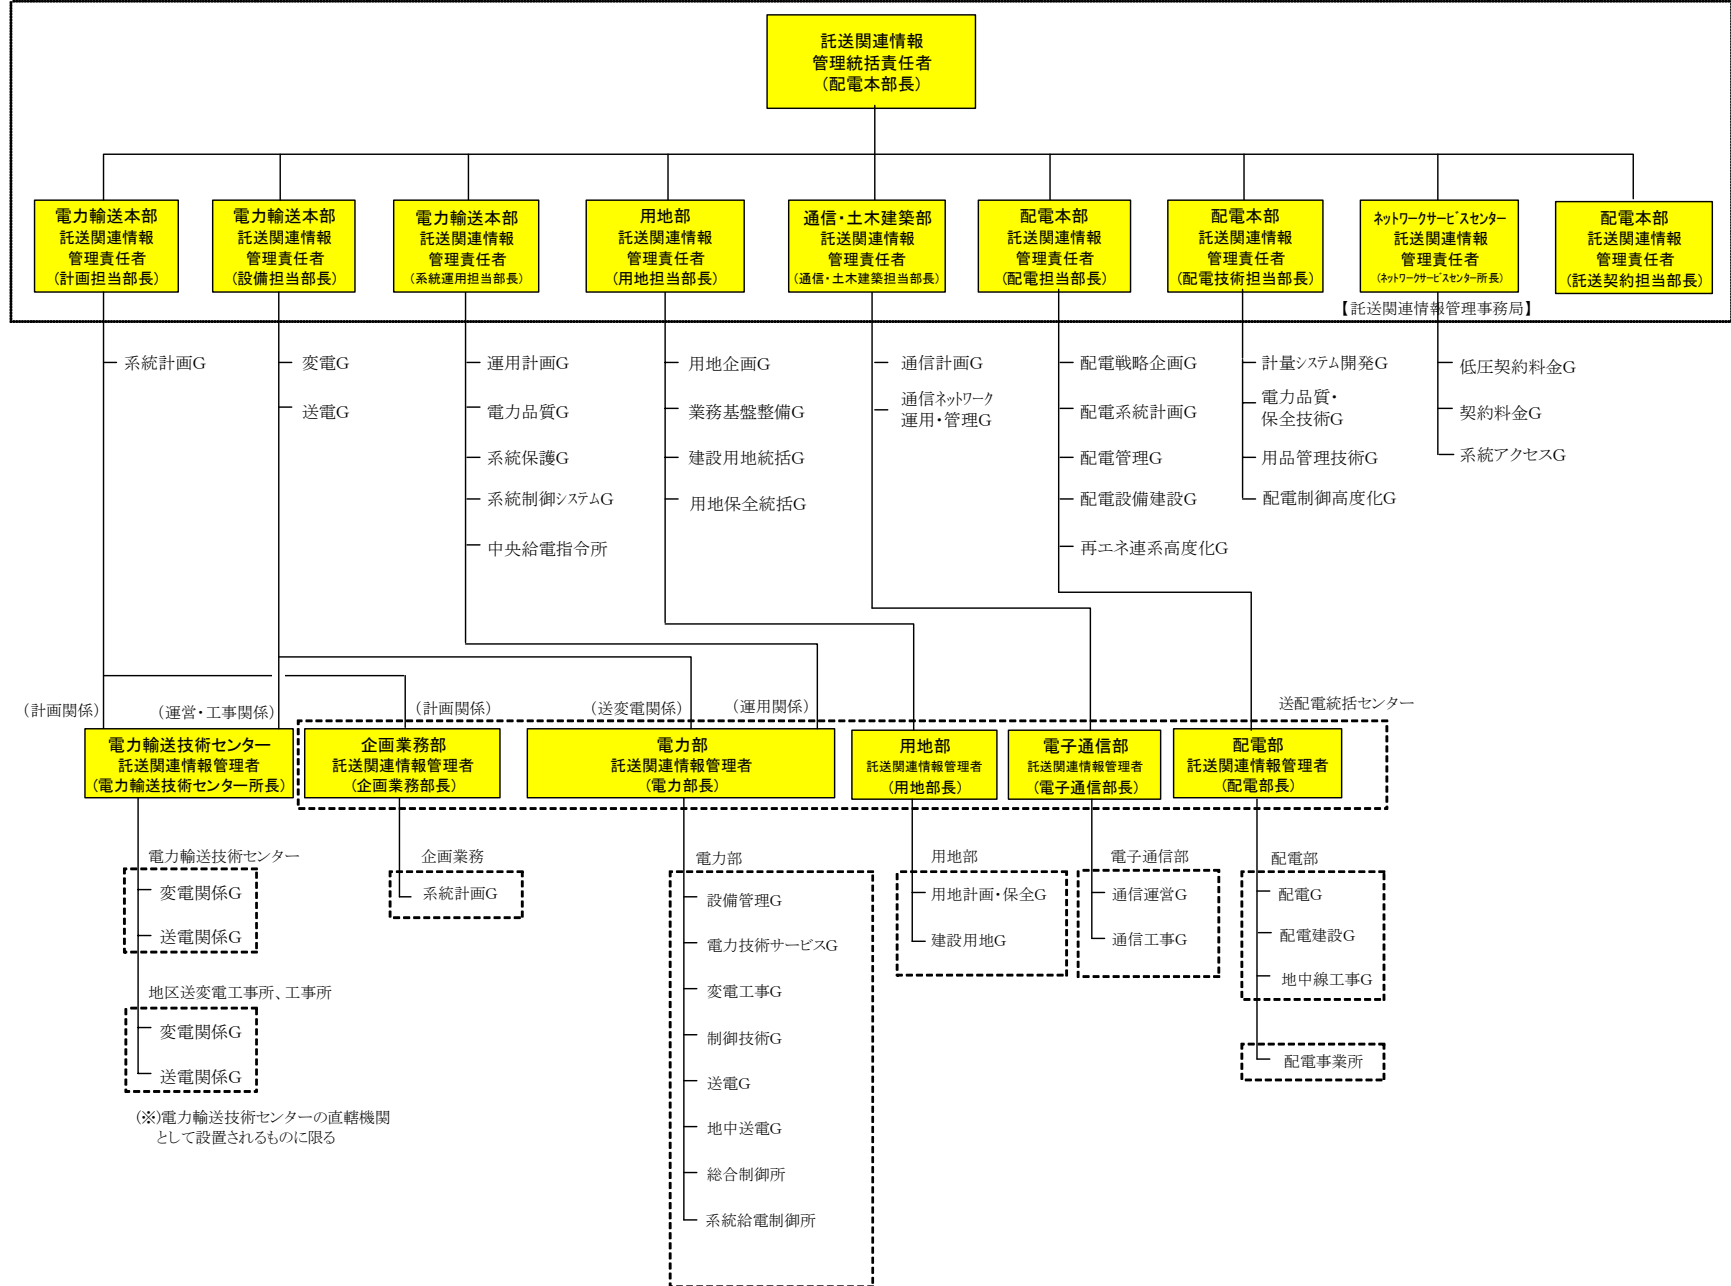 託送関連情報
管理統括責任者
(配電本部長)
電力輸送本部
託送関連情報
管理責任者
(計画担当部長)
電力輸送本部
託送関連情報
管理責任者
(設備担当部長)
電力輸送本部
託送関連情報
管理責任者
(系統運用担当部長)
用地部
託送関連情報
管理責任者
(用地担当部長)
通信・土木建築部
託送関連情報
管理責任者
(通信・土木建築担当部長)
配電本部
託送関連情報
管理責任者
(配電担当部長)
配電本部
託送関連情報
管理責任者
(配電技術担当部長)
ネットワークサービスセンター
託送関連情報
管理責任者
(ネットワークサービスセンター所長)
配電本部
託送関連情報
管理責任者
(託送契約担当部長)
【託送関連情報管理事務局】
系統計画G
変電G
送電G
運用計画G
電力品質G
系統保護G
系統制御システムG
中央給電指令所
用地企画G
業務基盤整備G
建設用地統括G
用地保全統括G
通信計画G
通信ネットワーク
運用・管理G
配電戦略企画G
配電系統計画G
配電管理G
配電設備建設G
再エネ連系高度化G
計量システム開発G
電力品質・
保全技術G
用品管理技術G
配電制御高度化G
低圧契約料金G
契約料金G
系統アクセスG
(計画関係)
(運営・工事関係)
(計画関係)
(送変電関係)
(運用関係)
送配電統括センター
電力輸送技術センター
託送関連情報管理者
(電力輸送技術センター所長)
企画業務部
託送関連情報管理者
(企画業務部長)
電力部
託送関連情報管理者
(電力部長)
用地部
託送関連情報管理者
(用地部長)
電子通信部
託送関連情報管理者
(電子通信部長)
配電部
託送関連情報管理者
(配電部長)
電力輸送技術センター
変電関係G
送電関係G
地区送変電工事所、工事所
変電関係G
送電関係G
(※)電力輸送技術センターの直轄機関
として設置されるものに限る
企画業務
系統計画G
電力部
設備管理G
電力技術サービスG
変電工事G
制御技術G
送電G
地中送電G
総合制御所
系統給電制御所
用地部
用地計画・保全G
建設用地G
電子通信部
通信運営G
通信工事G
配電部
配電G
配電建設G
地中線工事G
配電事業所